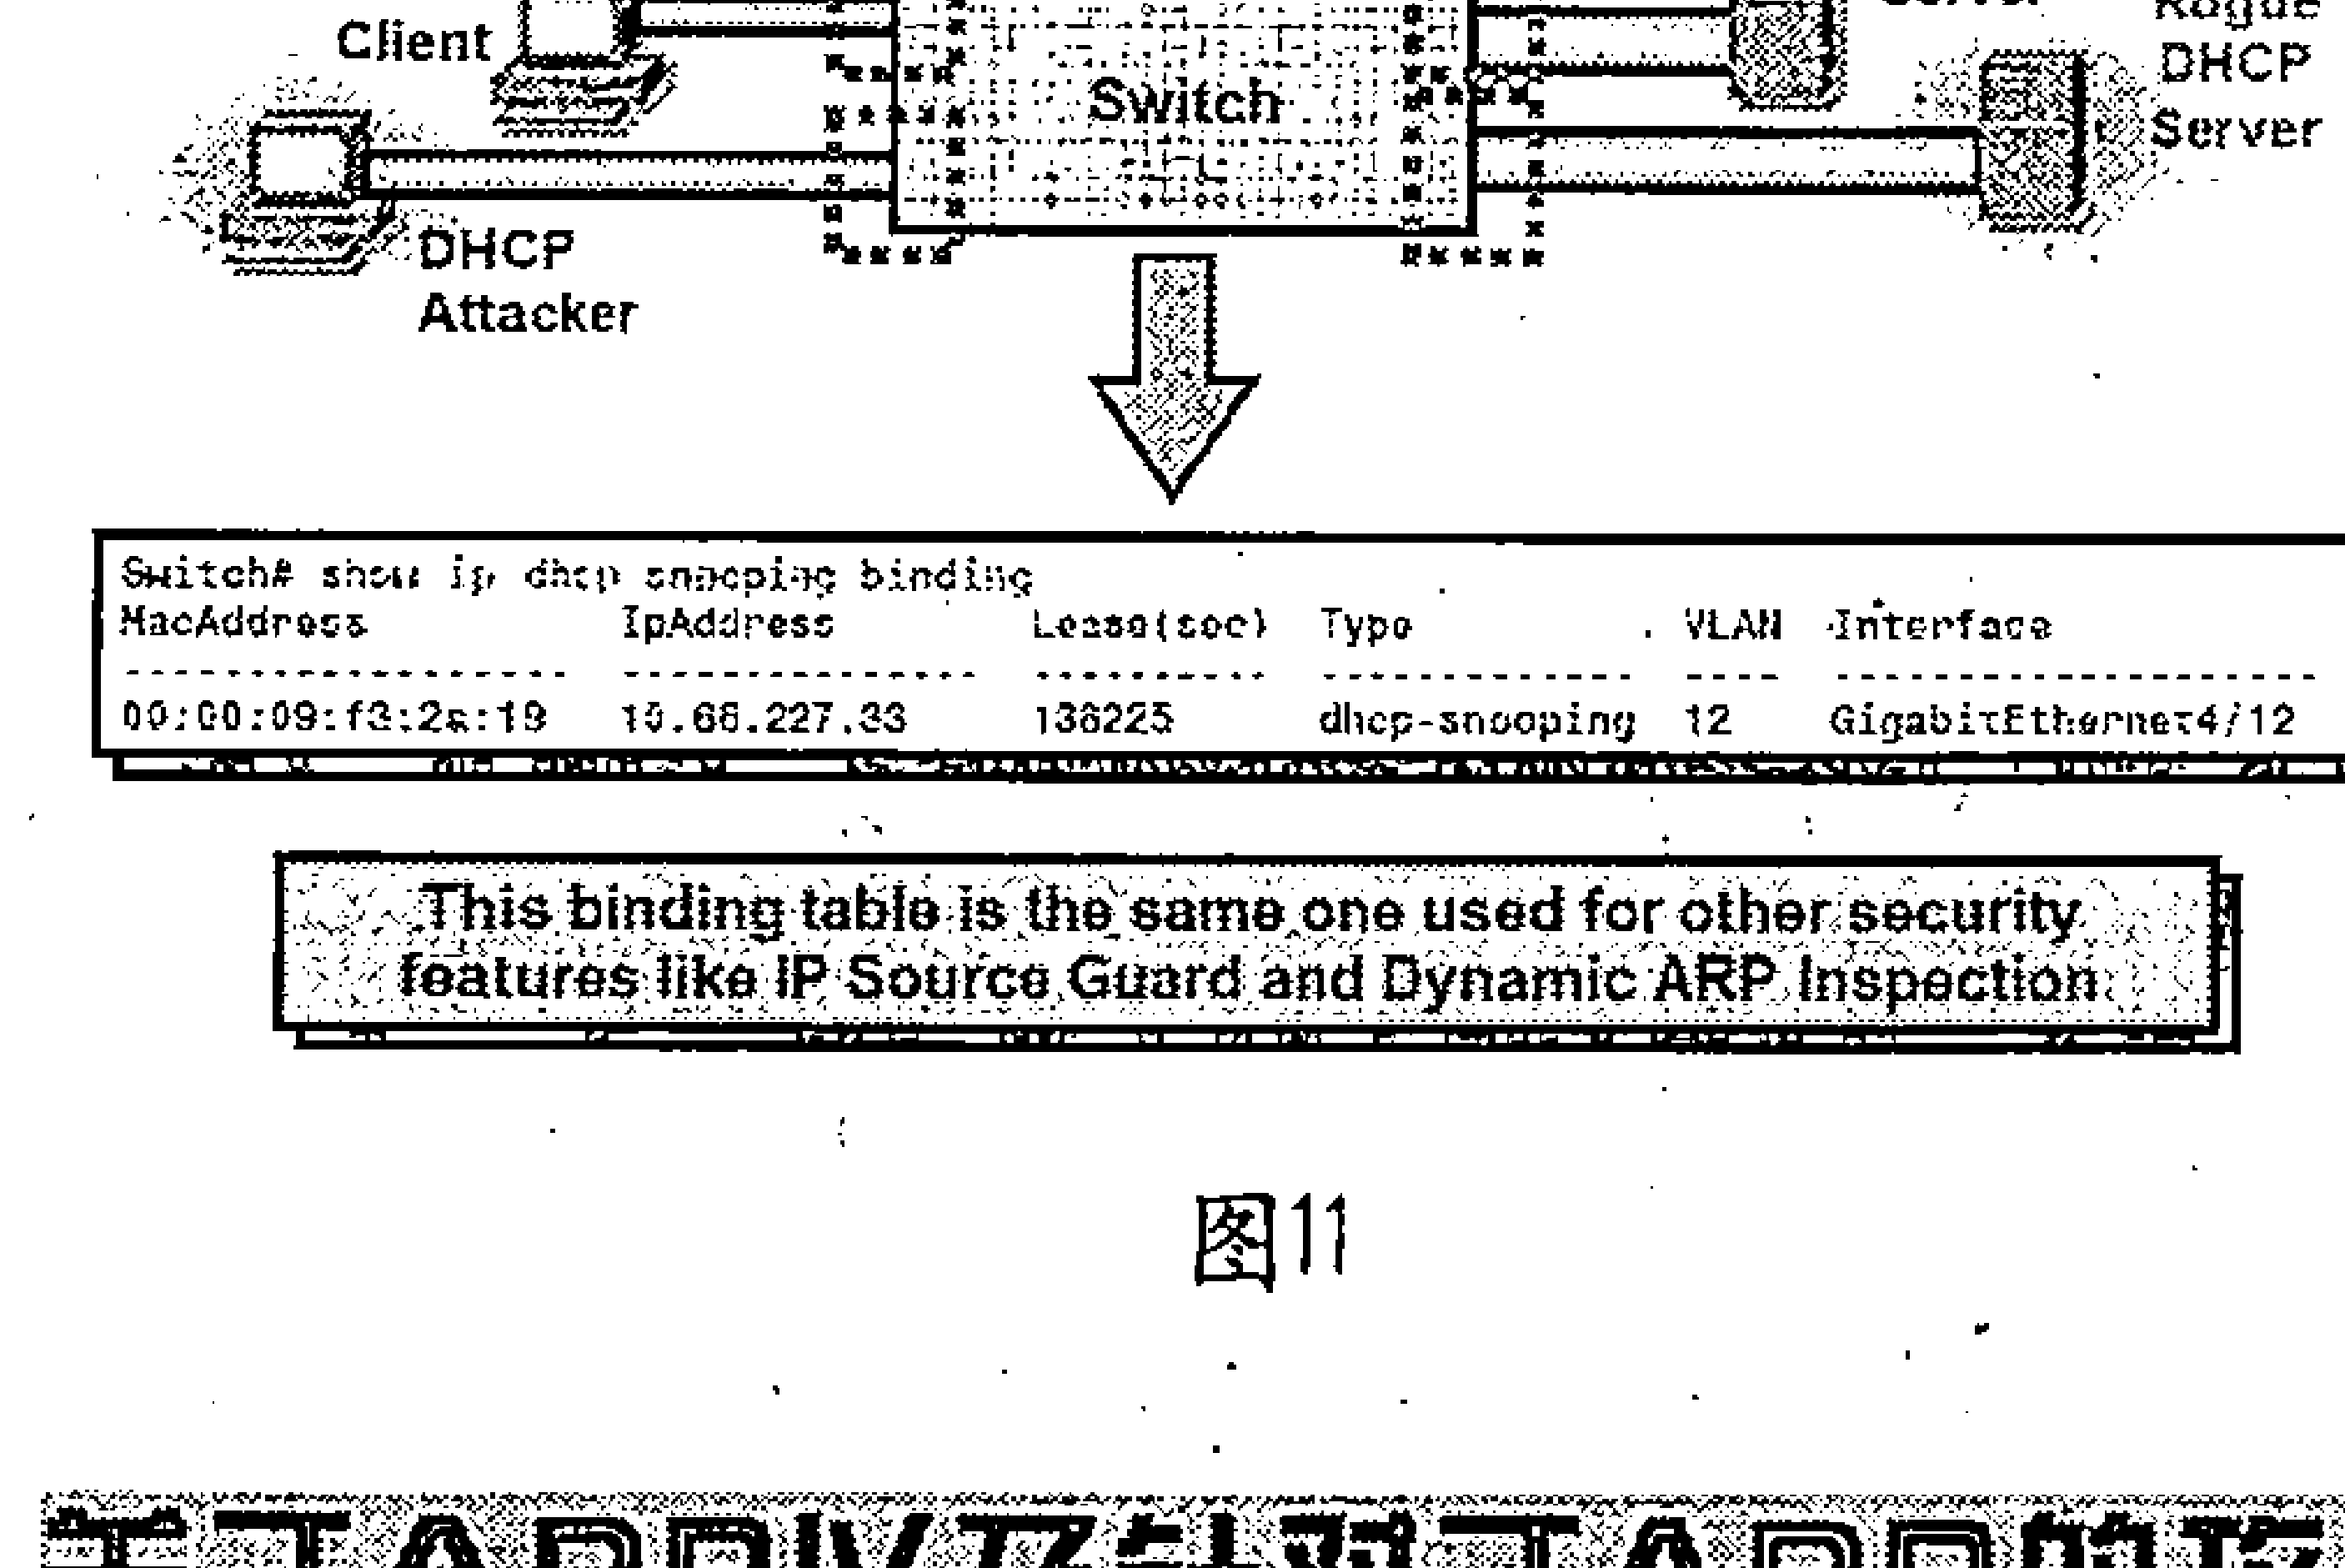 Client
Switch
Rogue
DHCP
Server
DHCP
Attacker
Switch# show ip dhcp snooping binding
MacAddress IpAddress Lease(sec) Type VLAN Interface
00:00:09:f3:2a:19 10.66.227.33 136225 dhcp-snooping 12 GigabitEthernet4/12
This binding table is the same one used for other security
features like IP Source Guard and Dynamic ARP Inspection
图11